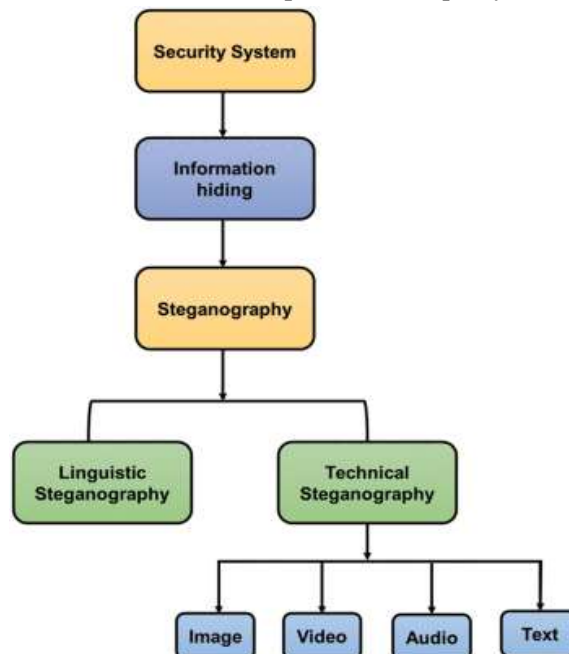 Security System
Information
hiding
Steganography
Linguistic
Steganography
Technical
Steganography
Image
Video
Audio
Text